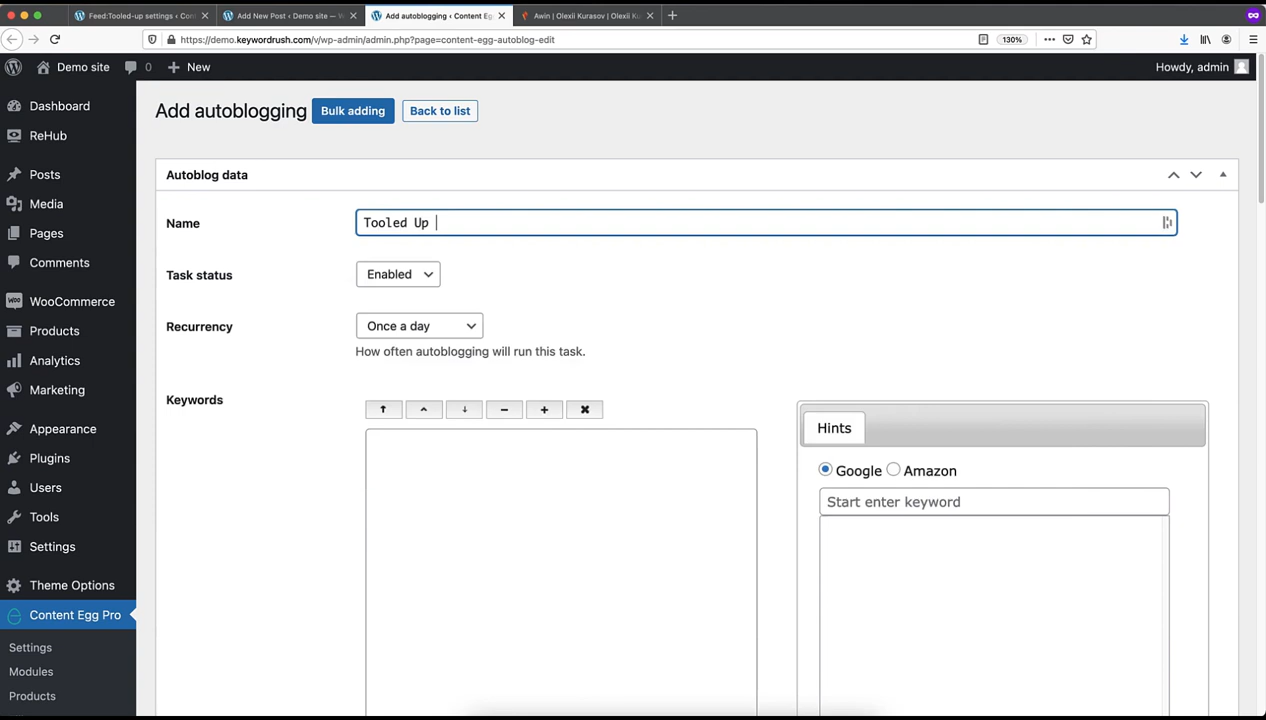 Feed:Tooled-up settings ‹ Cont
Add New Post ‹ Demo site — W
Add autoblogging ‹ Content Eg
Awin | Olexii Kurasov | Olexii Ku
https://demo.keywordrush.com/v/wp-admin/admin.php?page=content-egg-autoblog-edit
130%
Demo site
0
New
Howdy, admin
Dashboard
ReHub
Posts
Media
Pages
Comments
WooCommerce
Products
Analytics
Marketing
Appearance
Plugins
Users
Tools
Settings
Theme Options
Content Egg Pro
Settings
Modules
Products
Add autoblogging
Bulk adding
Back to list
Autoblog data
Name
Tooled Up
Task status
Enabled
Recurrency
Once a day
How often autoblogging will run this task.
Keywords
Hints
Google Amazon
Start enter keyword